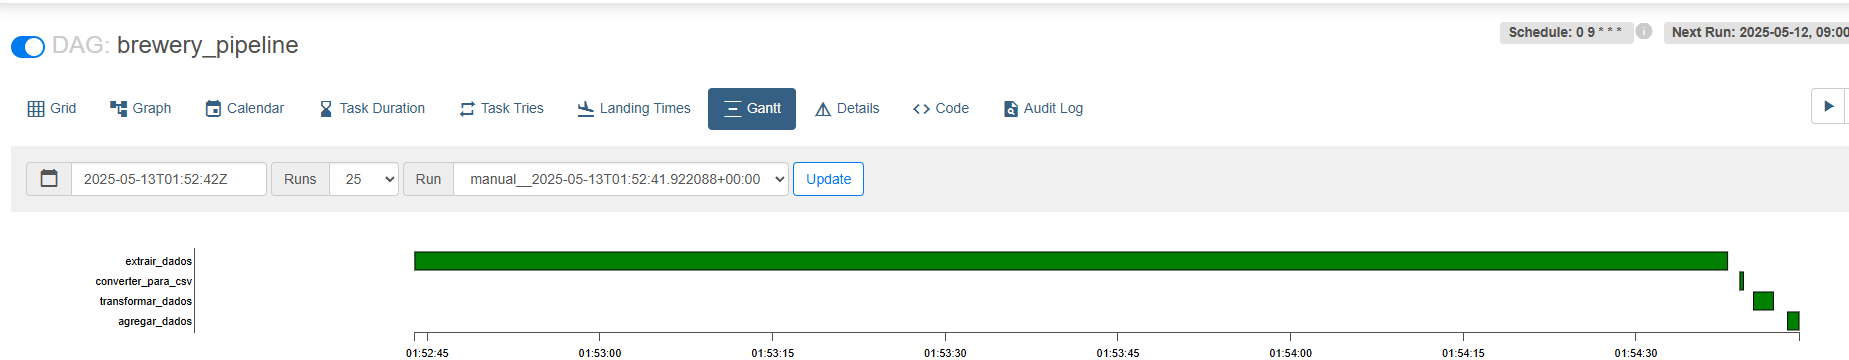 DAG: brewery_pipeline
Schedule: 0 9 * * *
Next Run: 2025-05-12, 09:00
Grid
Graph
Calendar
Task Duration
Task Tries
Landing Times
Gantt
Details
Code
Audit Log
2025-05-13T01:52:42Z
Runs
25
Run
manual__2025-05-13T01:52:41.922088+00:00
Update
extrair_dados
converter_para_csv
transformar_dados
agregar_dados
01:52:45
01:53:00
01:53:15
01:53:30
01:53:45
01:54:00
01:54:15
01:54:30